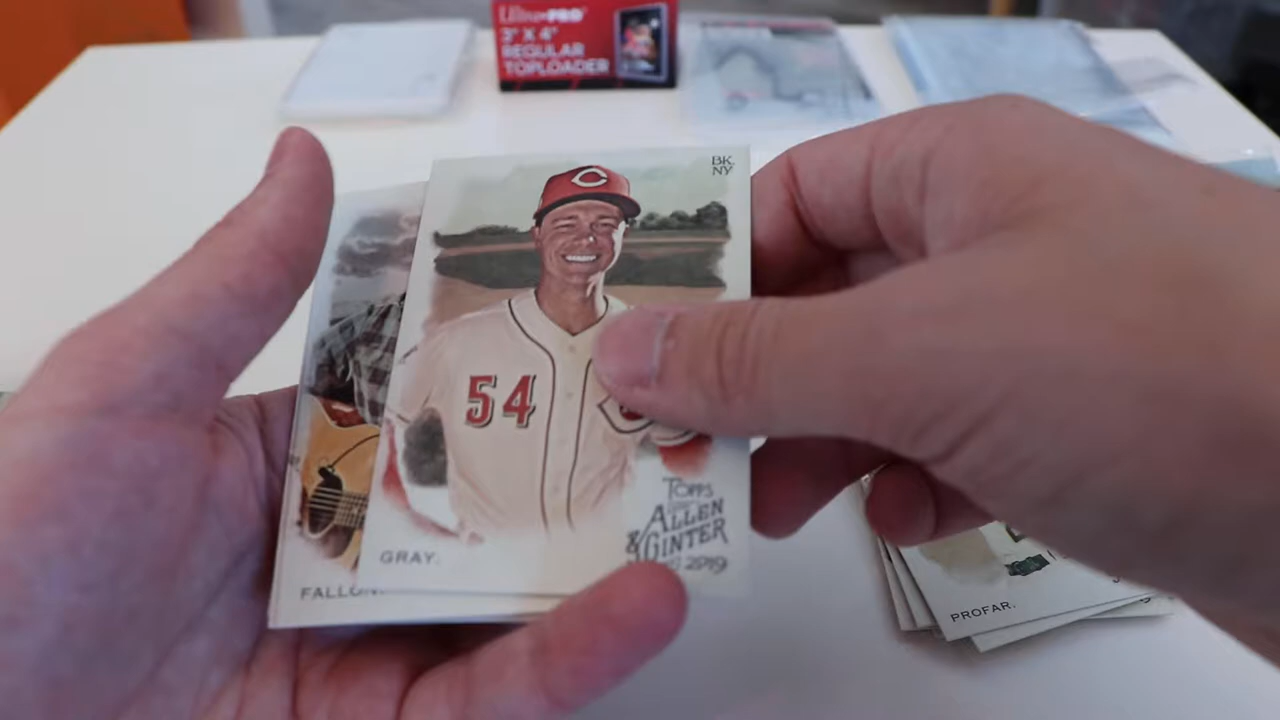 Ultra•PRO
3" X 4"
REGULAR
TOPLOADER
BK.
NY
C
54
TOPPS
ALLEN
& GINTER
2019
GRAY.
FALLON.
PROFAR.